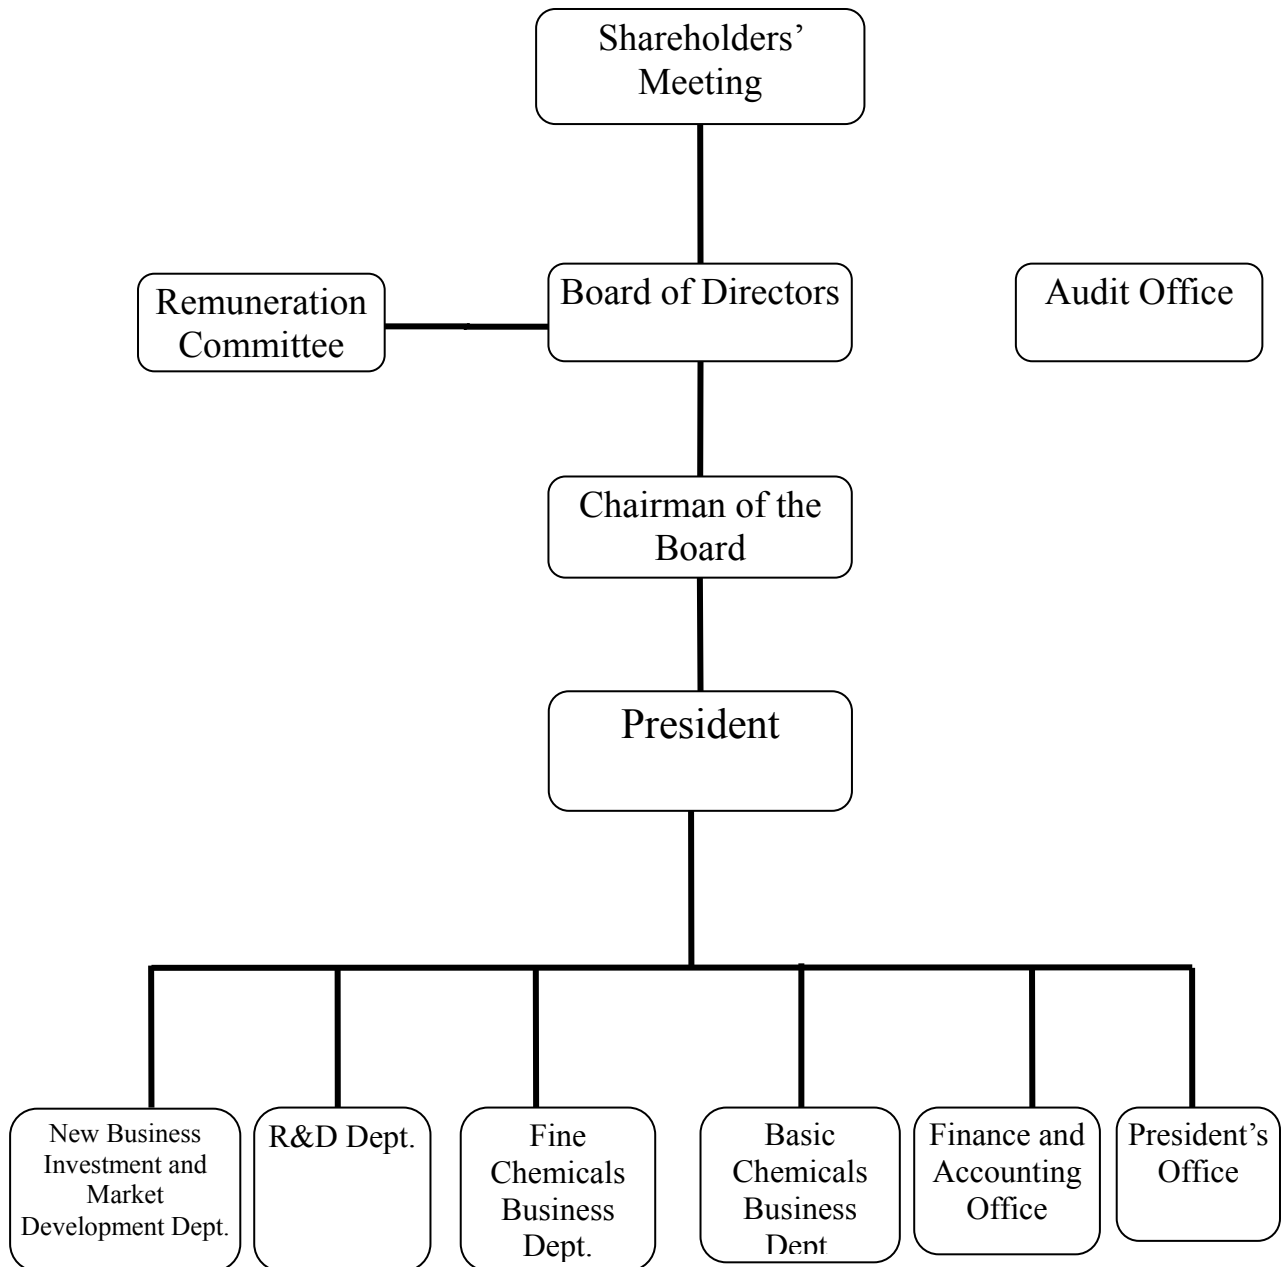 Shareholders’
Meeting
Remuneration
Committee
Board of Directors
Audit Office
Chairman of the
Board
President
New Business
Investment and
Market
Development Dept.
R&D Dept.
Fine
Chemicals
Business
Dept.
Basic
Chemicals
Business
Dept
Finance and
Accounting
Office
President’s
Office